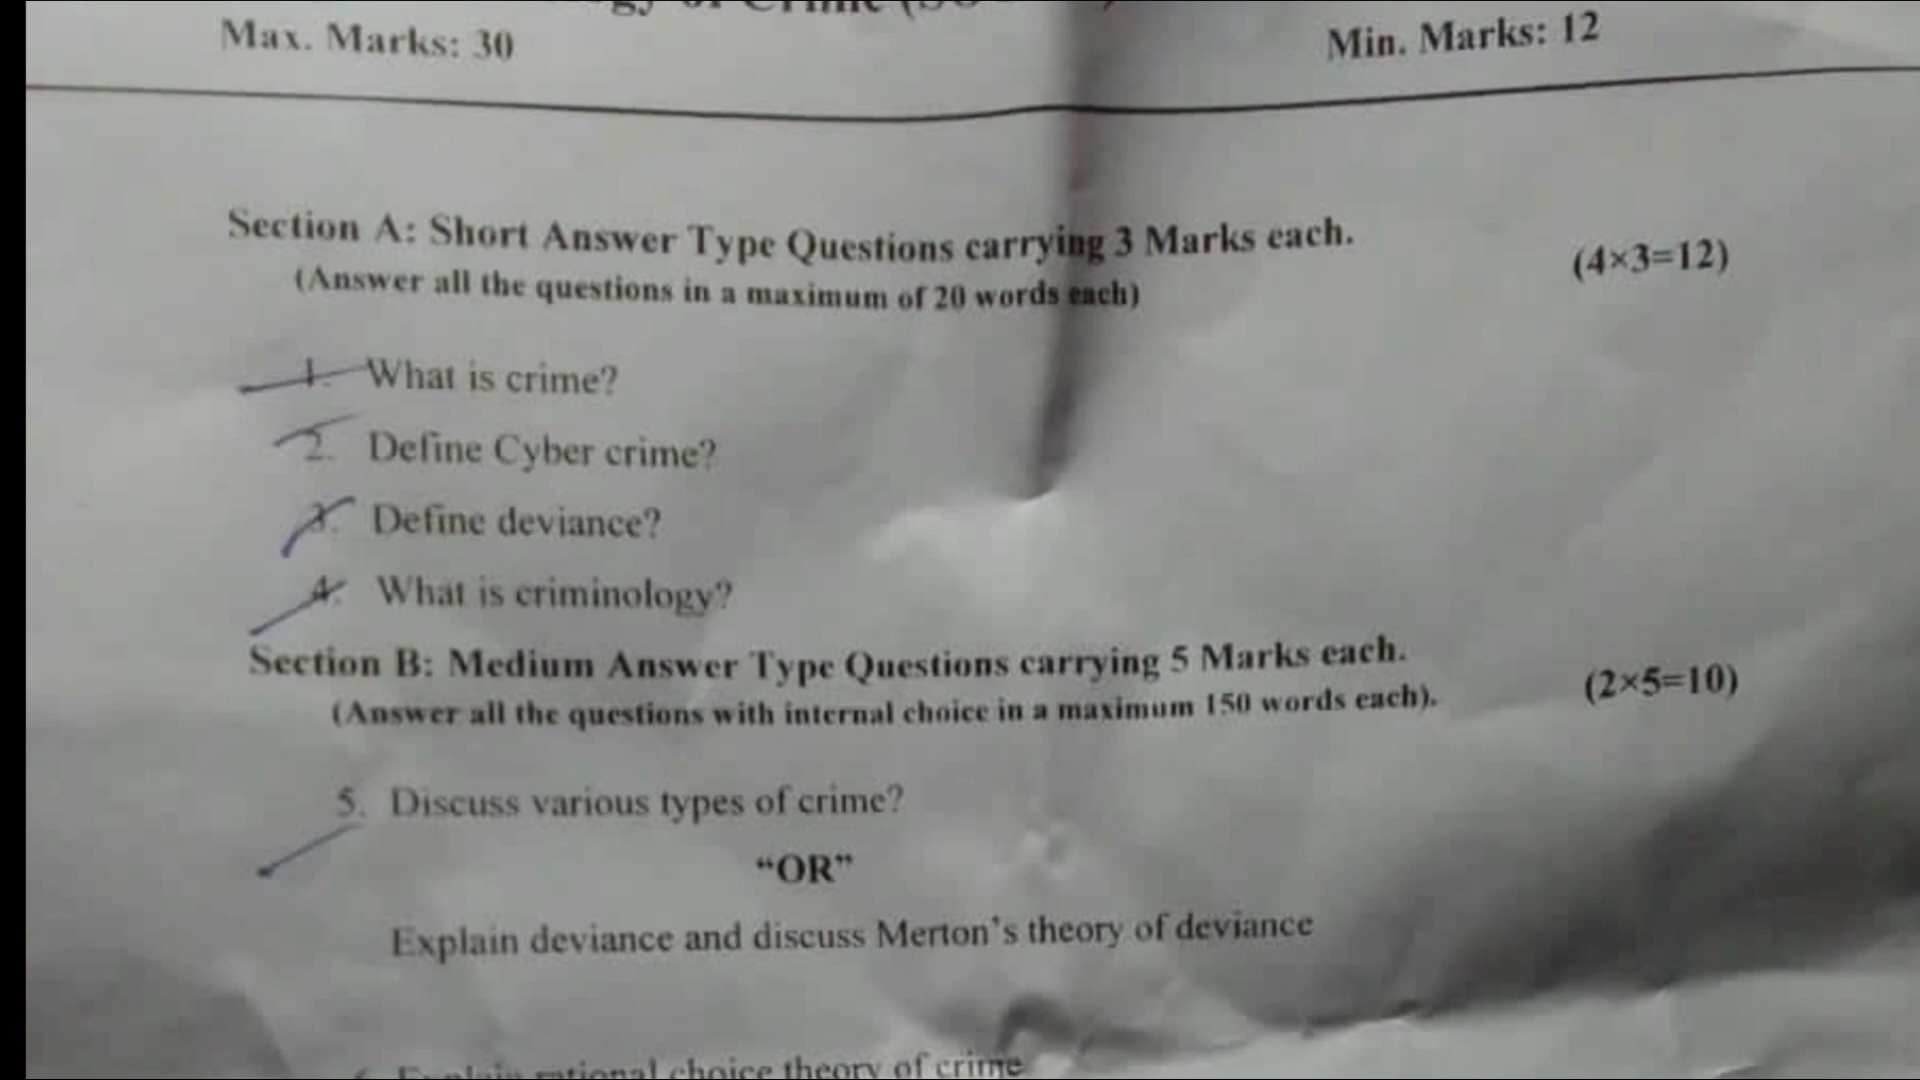 of Crime
Max. Marks: 30
Min. Marks: 12
Section A: Short Answer Type Questions carrying 3 Marks each.
(4×3=12)
(Answer all the questions in a maximum of 20 words each)
1. What is crime?
2. Define Cyber crime?
3. Define deviance?
4. What is criminology?
Section B: Medium Answer Type Questions carrying 5 Marks each.
(2×5=10)
(Answer all the questions with internal choice in a maximum 150 words each).
5. Discuss various types of crime?
“OR”
Explain deviance and discuss Merton’s theory of deviance
Explain rational choice theory of crime